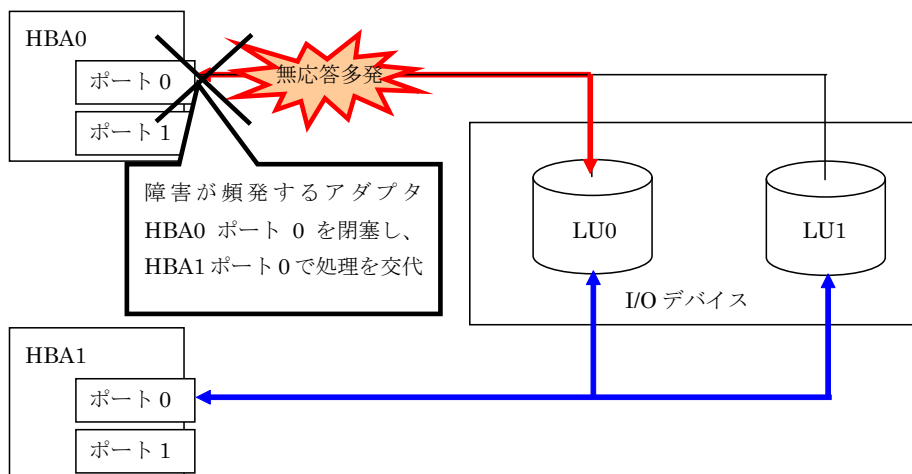 HBA0
ポート 0
ポート 1
無応答多発
障害が頻発するアダプタ
HBA0 ポート 0 を閉塞し、
HBA1 ポート 0 で処理を交代
LU0
LU1
I/O デバイス
HBA1
ポート 0
ポート 1